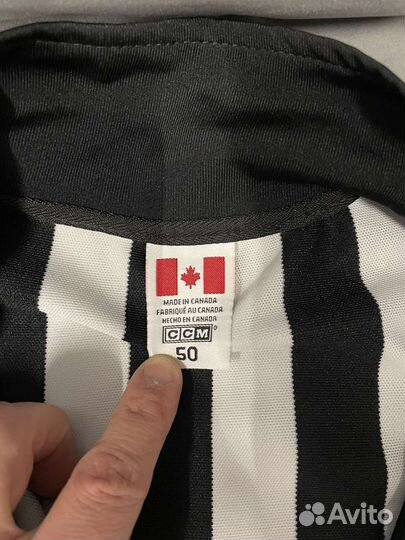 MADE IN CANADA
FABRIQUÉ AU CANADA
HECHO EN CANADA
CCM
50
Avito